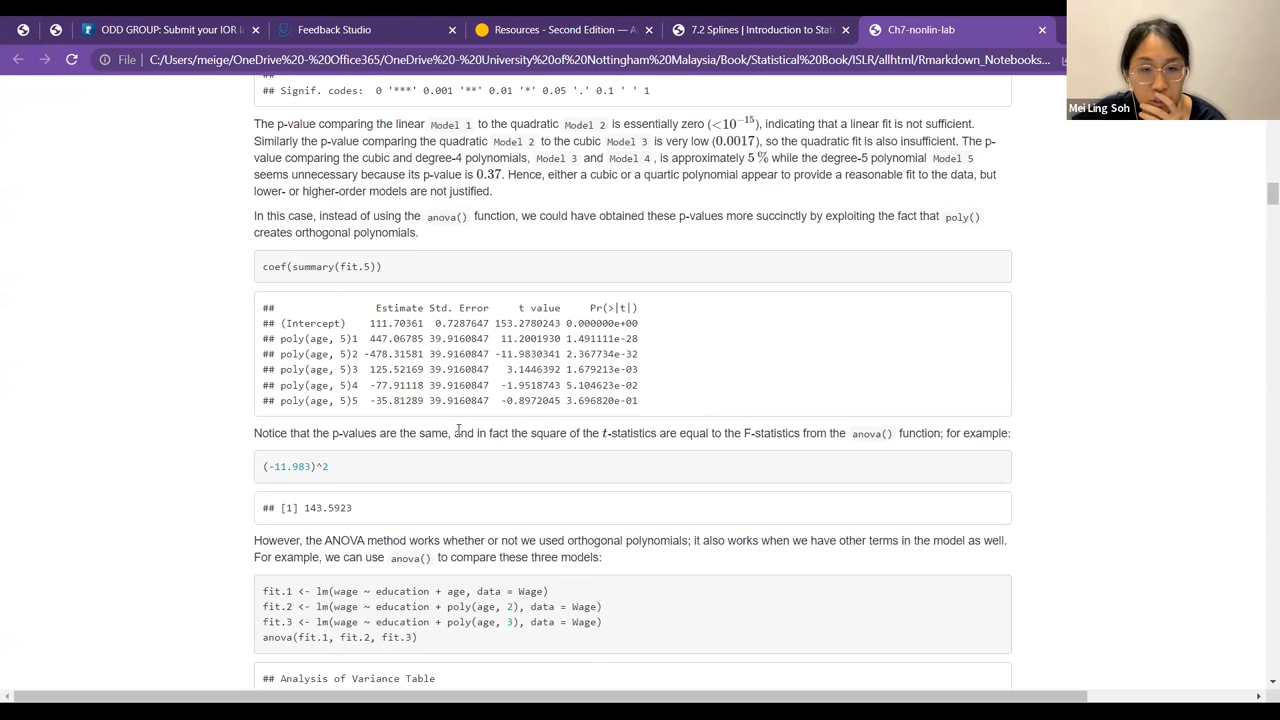 ODD GROUP: Submit your IOR
Feedback Studio
Resources - Second Edition — A
7.2 Splines | Introduction to Stat
Ch7-nonlin-lab
File
C:/Users/meige/OneDrive%20-%20Office365/OneDrive%20-%20University%20of%20Nottingham%20Malaysia/Book/Statistical%20Book/ISLR/allhtml/Rmarkdown_Notebooks...
Mei Ling Soh
##
## Signif. codes:  0 '***' 0.001 '**' 0.01 '*' 0.05 '.' 0.1 ' ' 1
The p-value comparing the linear Model 1 to the quadratic Model 2 is essentially zero (<10^{-15}), indicating that a linear fit is not sufficient.
Similarly the p-value comparing the quadratic Model 2 to the cubic Model 3 is very low (0.0017), so the quadratic fit is also insufficient. The p-
value comparing the cubic and degree-4 polynomials, Model 3 and Model 4 , is approximately 5 % while the degree-5 polynomial Model 5
seems unnecessary because its p-value is 0.37. Hence, either a cubic or a quartic polynomial appear to provide a reasonable fit to the data, but
lower- or higher-order models are not justified.
In this case, instead of using the anova() function, we could have obtained these p-values more succinctly by exploiting the fact that poly()
creates orthogonal polynomials.
coef(summary(fit.5))
## Estimate Std. Error t value Pr(>|t|)
## (Intercept) 111.70361 0.7287647 153.2780243 0.000000e+00
## poly(age, 5)1 447.06785 39.9160847 11.2001930 1.491111e-28
## poly(age, 5)2 -478.31581 39.9160847 -11.9830341 2.367734e-32
## poly(age, 5)3 125.52169 39.9160847 3.1446392 1.679213e-03
## poly(age, 5)4 -77.91118 39.9160847 -1.9518743 5.104623e-02
## poly(age, 5)5 -35.81289 39.9160847 -0.8972045 3.696820e-01
Notice that the p-values are the same, and in fact the square of the t-statistics are equal to the F-statistics from the anova() function; for example:
(-11.983)^2
## [1] 143.5923
However, the ANOVA method works whether or not we used orthogonal polynomials; it also works when we have other terms in the model as well.
For example, we can use anova() to compare these three models:
fit.1 <- lm(wage ~ education + age, data = Wage)
fit.2 <- lm(wage ~ education + poly(age, 2), data = Wage)
fit.3 <- lm(wage ~ education + poly(age, 3), data = Wage)
anova(fit.1, fit.2, fit.3)
## Analysis of Variance Table